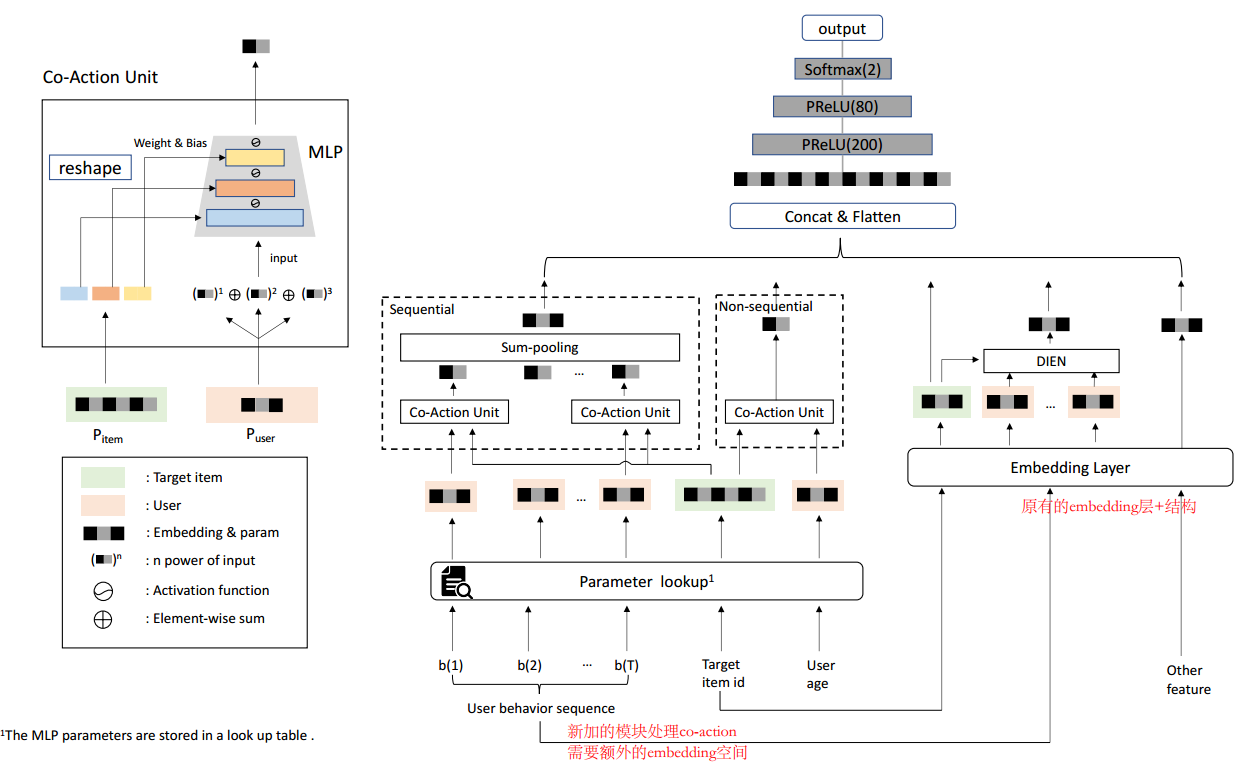 output
Softmax(2)
PReLU(80)
PReLU(200)
Concat & Flatten
Co-Action Unit
Weight & Bias
MLP
reshape
input
( )1 ⊕ ( )2 ⊕ ( )3
Pitem
Puser
: Target item
: User
: Embedding & param
( )n : n power of input
: Activation function
⊕ : Element-wise sum
Sequential
Sum-pooling
...
Co-Action Unit
Co-Action Unit
Non-sequential
Co-Action Unit
DIEN
...
Embedding Layer
原有的embedding层+结构
...
Parameter lookup1
b(1)
b(2)
...
b(T)
Target
item id
User
age
Other
feature
User behavior sequence
新加的模块处理co-action
需要额外的embedding空间
1The MLP parameters are stored in a look up table .